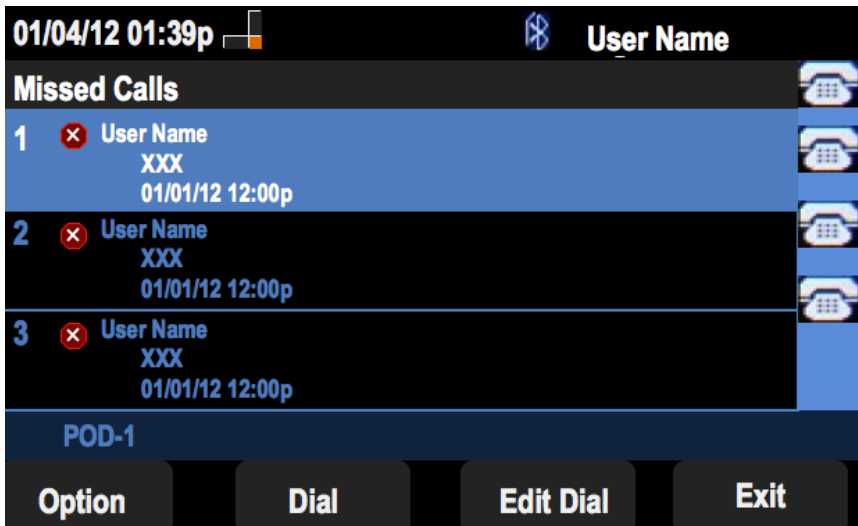 01/04/12 01:39p User Name
Missed Calls
1 User Name
XXX
01/01/12 12:00p
2 User Name
XXX
01/01/12 12:00p
3 User Name
XXX
01/01/12 12:00p
POD-1
Option Dial Edit Dial Exit